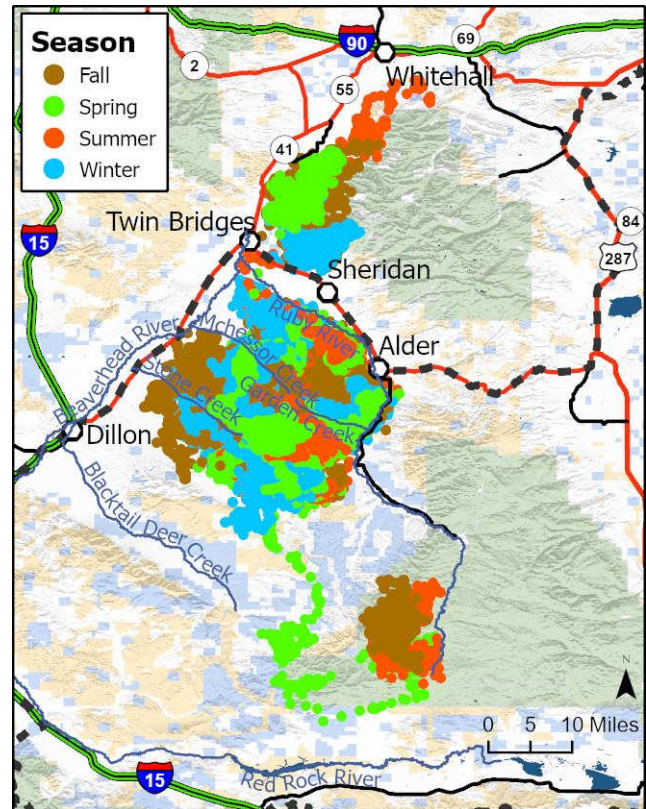 Season
Fall
Spring
Summer
Winter
90
69
2
Whitehall
55
41
Twin Bridges
15
84
Sheridan
287
Ruby River
Mchessor Creek
Beaverhead River
Alder
Stone Creek
Garden Creek
Dillon
Blacktail Deer Creek
N
0 5 10 Miles
15
Red Rock River